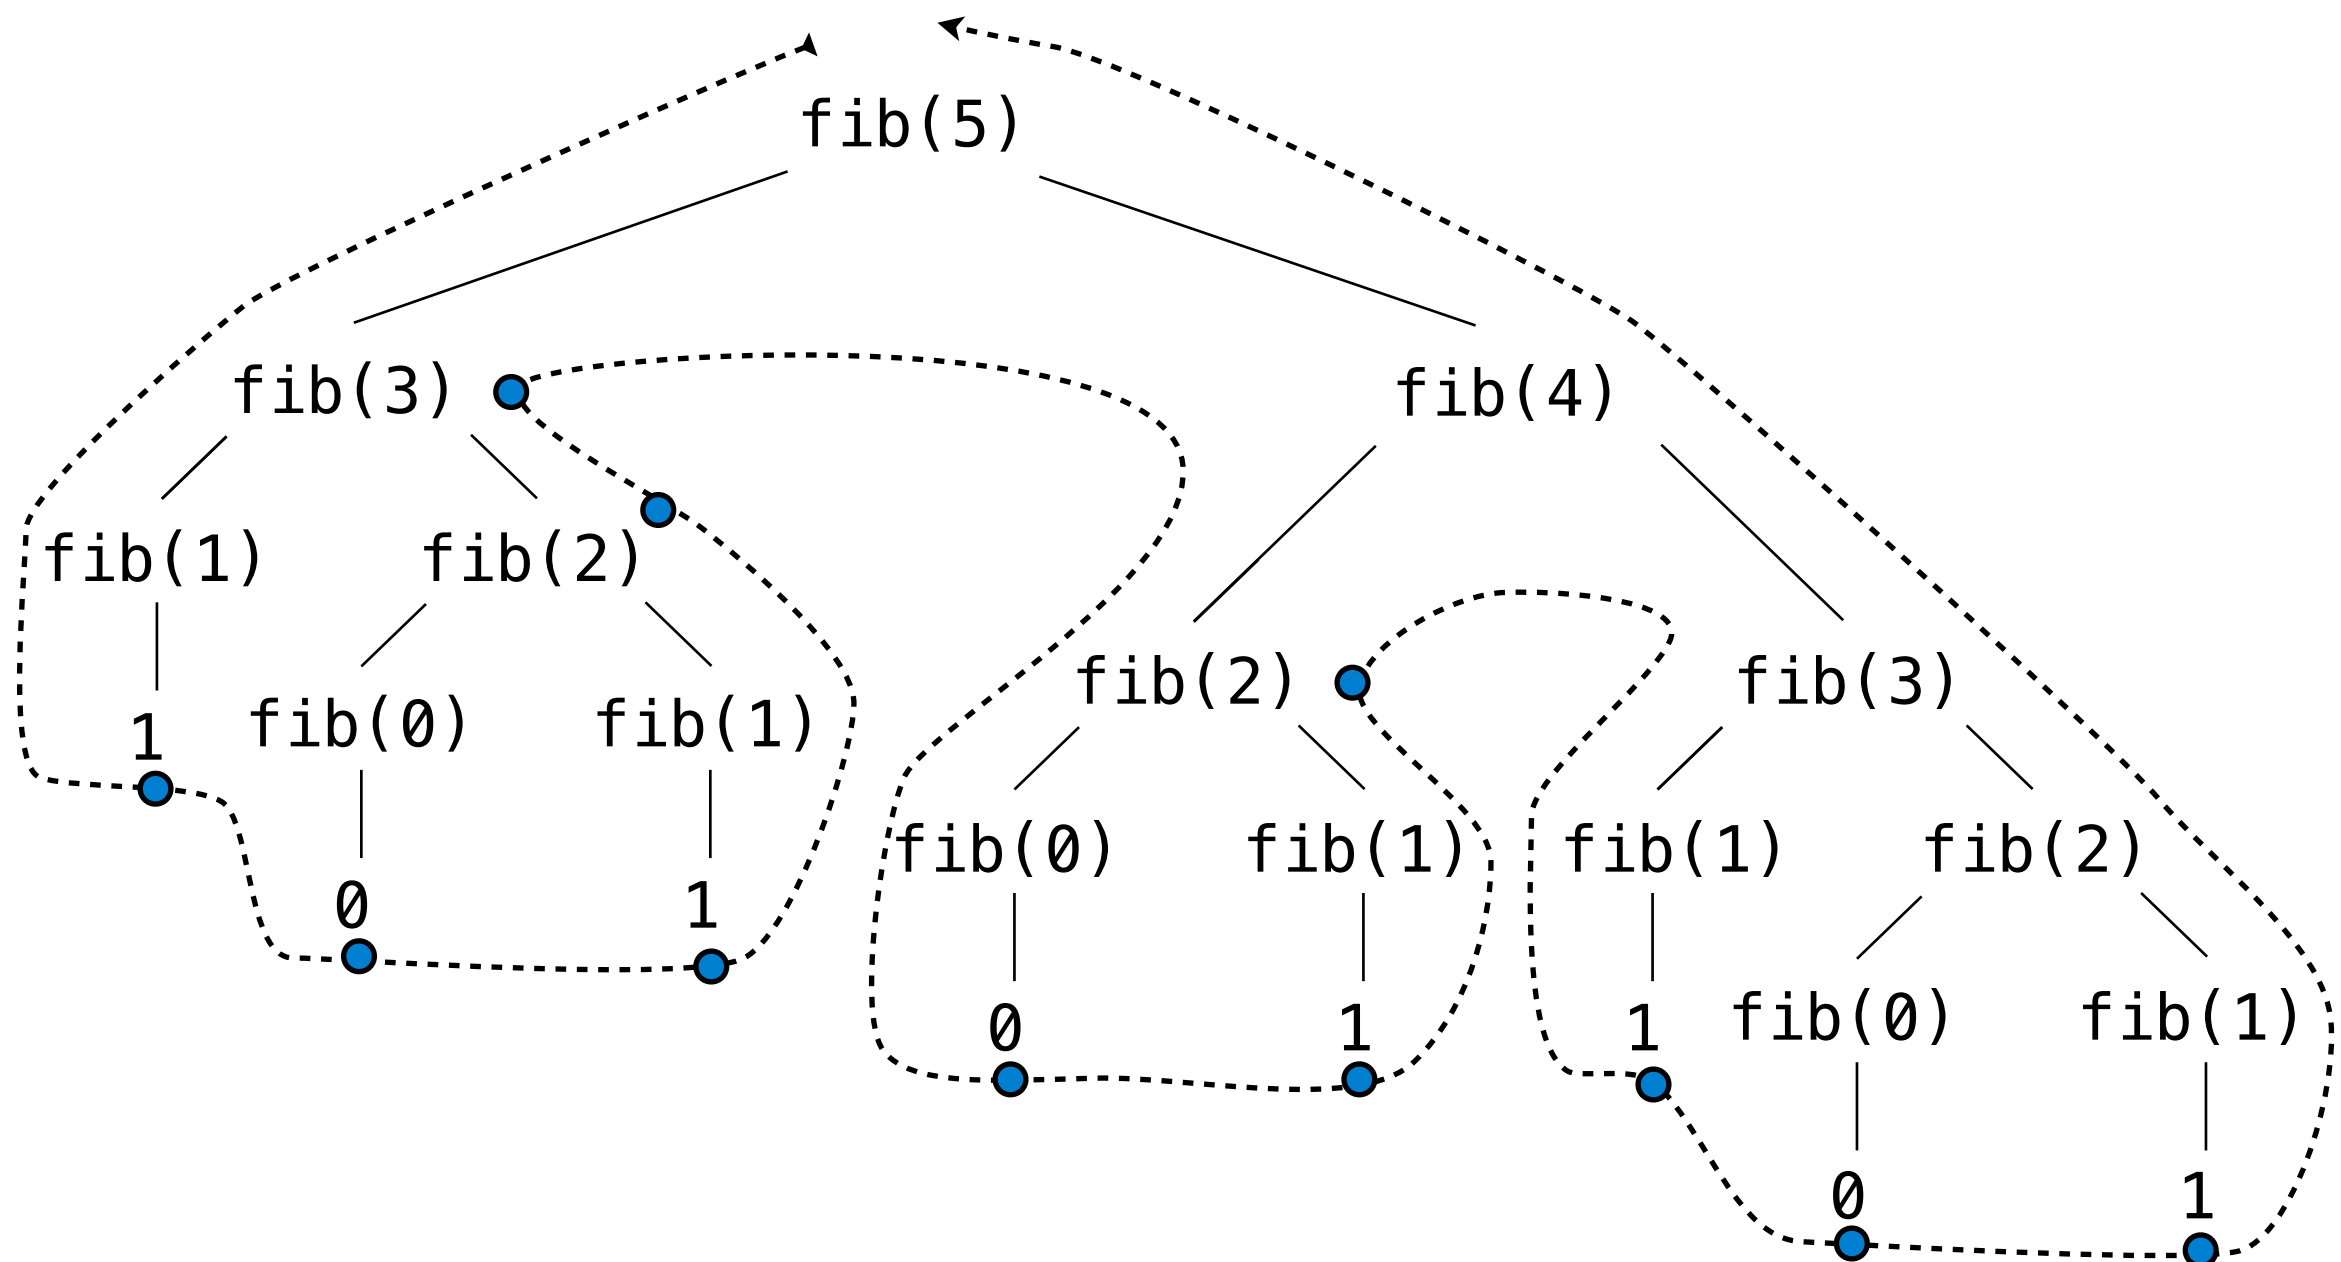 fib(5)
fib(3) fib(4)
fib(1) fib(2)
fib(2) fib(3)
1 fib(0) fib(1)
fib(0) fib(1) fib(1) fib(2)
0 1
0 1 1 fib(0) fib(1)
0 1